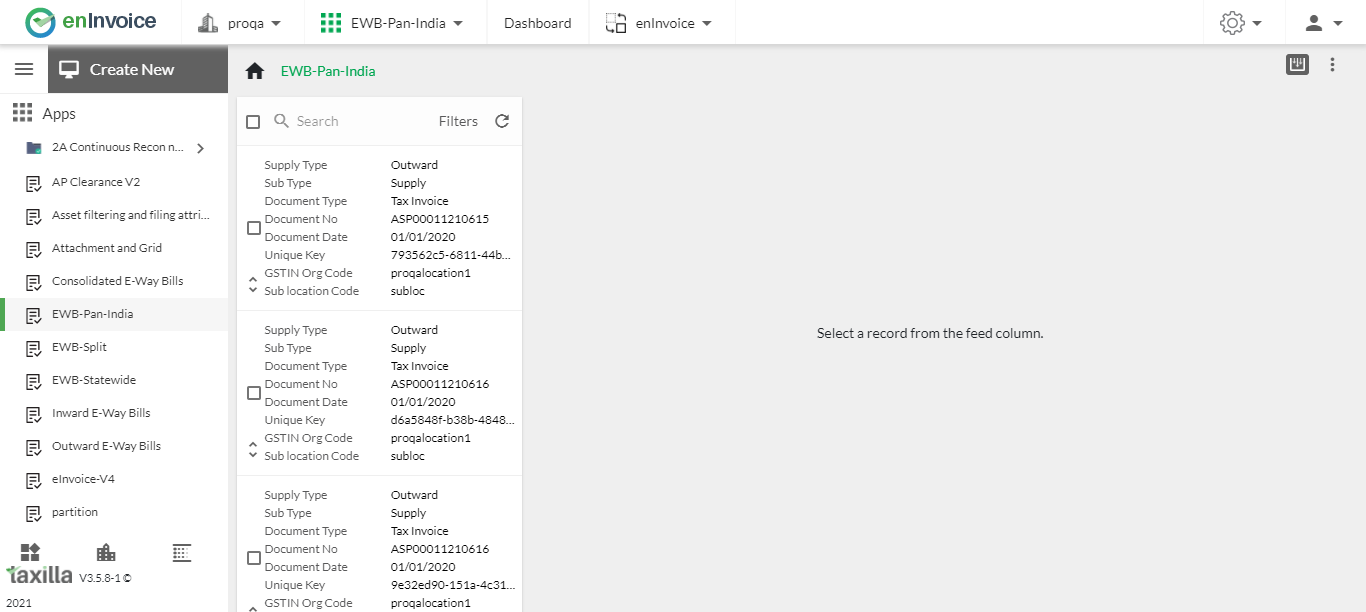 enInvoice proqa EWB-Pan-India Dashboard enInvoice
Create New
EWB-Pan-India
Apps
2A Continuous Recon n...
AP Clearance V2
Asset filtering and filing attri...
Attachment and Grid
Consolidated E-Way Bills
EWB-Pan-India
EWB-Split
EWB-Statewide
Inward E-Way Bills
Outward E-Way Bills
eInvoice-V4
partition
taxilla V3.5.8-1 ©
2021
Search Filters
Supply Type Outward
Sub Type Supply
Document Type Tax Invoice
Document No ASP00011210615
Document Date 01/01/2020
Unique Key 793562c5-6811-44b...
GSTIN Org Code proqalocation1
Sub location Code subloc
Supply Type Outward
Sub Type Supply
Document Type Tax Invoice
Document No ASP00011210616
Document Date 01/01/2020
Unique Key d6a5848f-b38b-4848...
GSTIN Org Code proqalocation1
Sub location Code subloc
Supply Type Outward
Sub Type Supply
Document Type Tax Invoice
Document No ASP00011210616
Document Date 01/01/2020
Unique Key 9e32ed90-151a-4c31...
GSTIN Org Code proqalocation1
Select a record from the feed column.